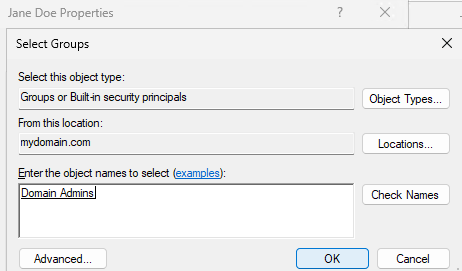 Jane Doe Properties ? ×
Select Groups ×
Select this object type:
Groups or Built-in security principals Object Types...
From this location:
mydomain.com Locations...
Enter the object names to select (examples):
Domain Admins Check Names
Advanced... OK Cancel